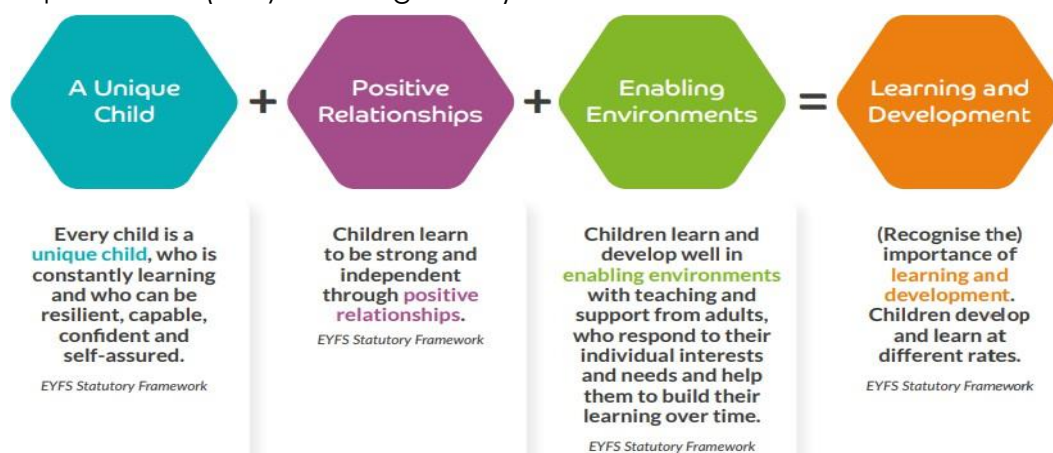 A Unique
Child
+
Positive
Relationships
+
Enabling
Environments
=
Learning and
Development
Every child is a
unique child, who is
constantly learning
and who can be
resilient, capable,
confident and
self-assured.
EYFS Statutory Framework
Children learn
to be strong and
independent
through positive
relationships.
EYFS Statutory Framework
Children learn and
develop well in
enabling environments
with teaching and
support from adults,
who respond to their
individual interests
and needs and help
them to build their
learning over time.
EYFS Statutory Framework
(Recognise the)
importance of
learning and
development.
Children develop
and learn at
different rates.
EYFS Statutory Framework